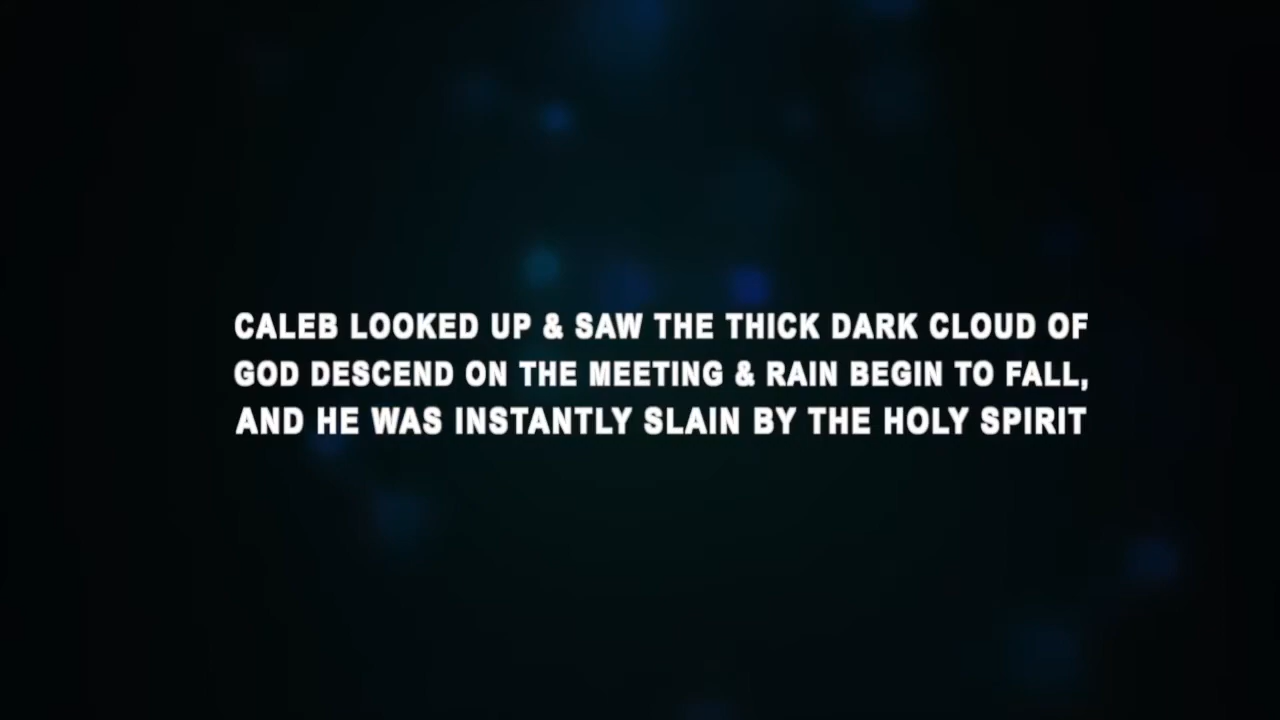 CALEB LOOKED UP & SAW THE THICK DARK CLOUD OF
GOD DESCEND ON THE MEETING & RAIN BEGIN TO FALL,
AND HE WAS INSTANTLY SLAIN BY THE HOLY SPIRIT